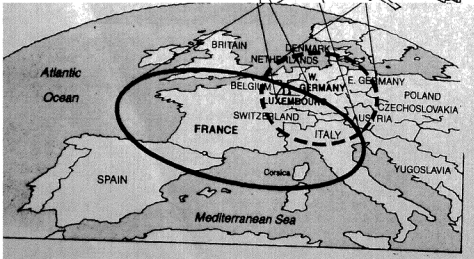 BRITAIN
DENMARK
NETHERLANDS
Atlantic
Ocean
W.
GERMANY
E. GERMANY
BELGIUM
POLAND
LUXEMBOURG
CZECHOSLOVAKIA
SWITZERLAND
AUSTRIA
FRANCE
ITALY
Corsica
YUGOSLAVIA
SPAIN
Mediterranean Sea